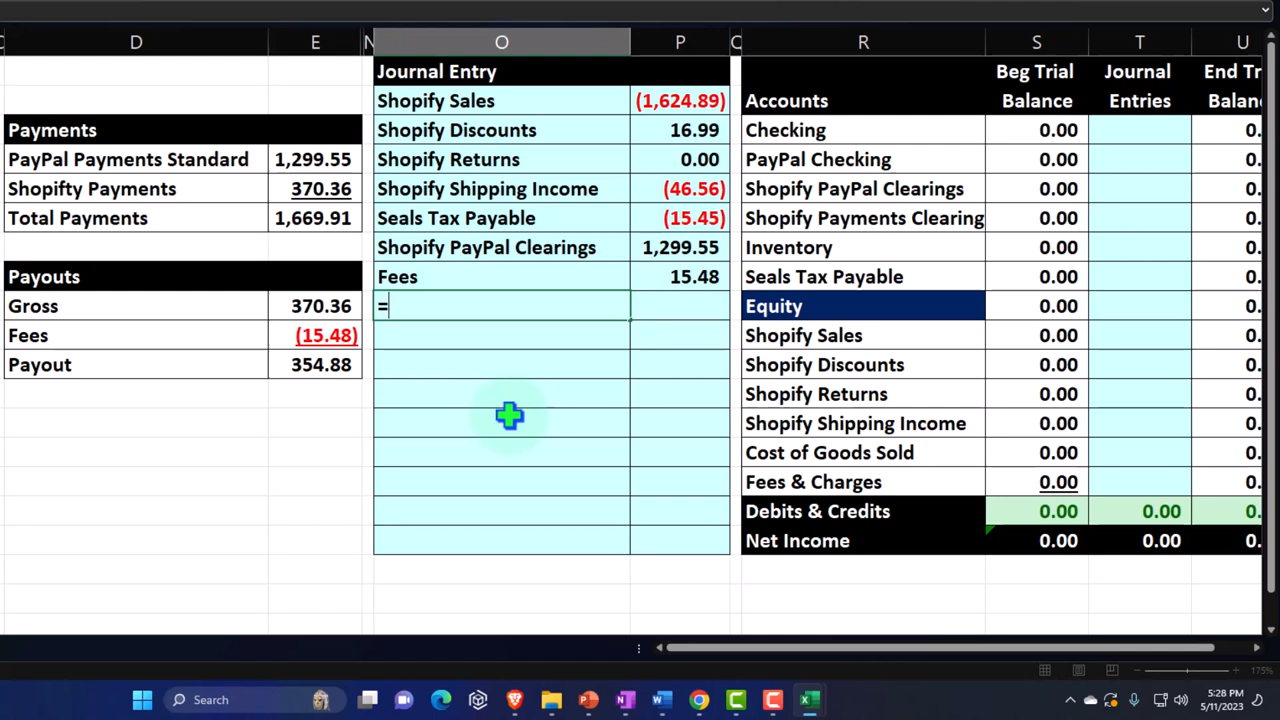 D E N O P Q R S T U
Journal Entry Beg Trial Journal End Tr
Shopify Sales (1,624.89) Accounts Balance Entries Balan
Payments Shopify Discounts 16.99 Checking 0.00 0.
PayPal Payments Standard 1,299.55 Shopify Returns 0.00 PayPal Checking 0.00 0.
Shopifty Payments 370.36 Shopify Shipping Income (46.56) Shopify PayPal Clearings 0.00 0.
Total Payments 1,669.91 Seals Tax Payable (15.45) Shopify Payments Clearing 0.00 0.
Shopify PayPal Clearings 1,299.55 Inventory 0.00 0.
Payouts Fees 15.48 Seals Tax Payable 0.00 0.
Gross 370.36 = Equity 0.00 0.
Fees (15.48) Shopify Sales 0.00 0.
Payout 354.88 Shopify Discounts 0.00 0.
Shopify Returns 0.00 0.
Shopify Shipping Income 0.00 0.
Cost of Goods Sold 0.00 0.
Fees & Charges 0.00 0.
Debits & Credits 0.00 0.00 0.
Net Income 0.00 0.00 0.
175%
Search
5:28 PM
5/11/2023